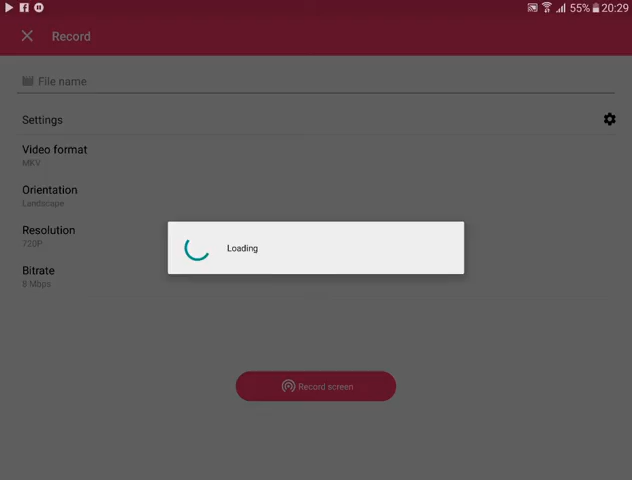 55% 20:29
Record
File name
Settings
Video format
MKV
Orientation
Landscape
Resolution
720P
Bitrate
8 Mbps
Loading
Record screen